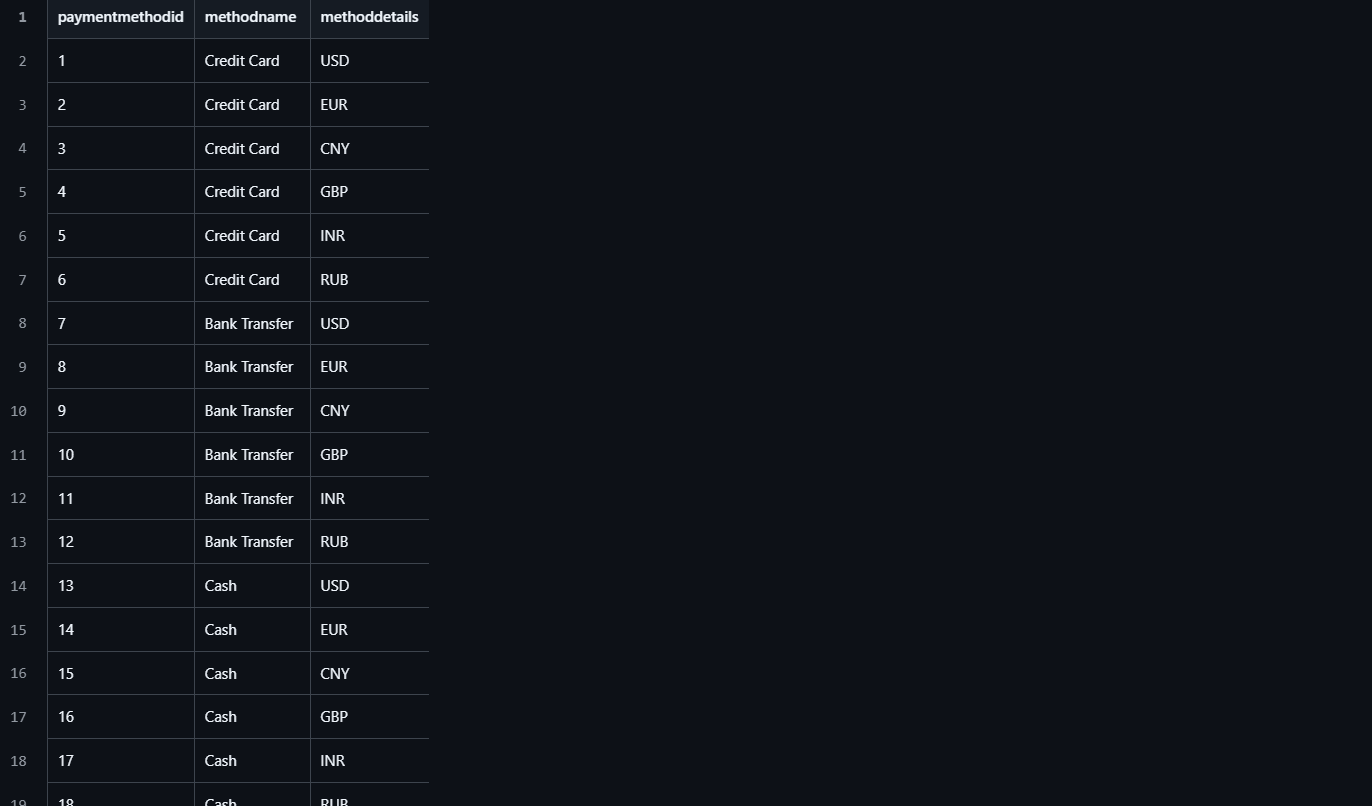 1 paymentmethodid methodname methoddetails
2 1 Credit Card USD
3 2 Credit Card EUR
4 3 Credit Card CNY
5 4 Credit Card GBP
6 5 Credit Card INR
7 6 Credit Card RUB
8 7 Bank Transfer USD
9 8 Bank Transfer EUR
10 9 Bank Transfer CNY
11 10 Bank Transfer GBP
12 11 Bank Transfer INR
13 12 Bank Transfer RUB
14 13 Cash USD
15 14 Cash EUR
16 15 Cash CNY
17 16 Cash GBP
18 17 Cash INR
19 18 Cash RUB